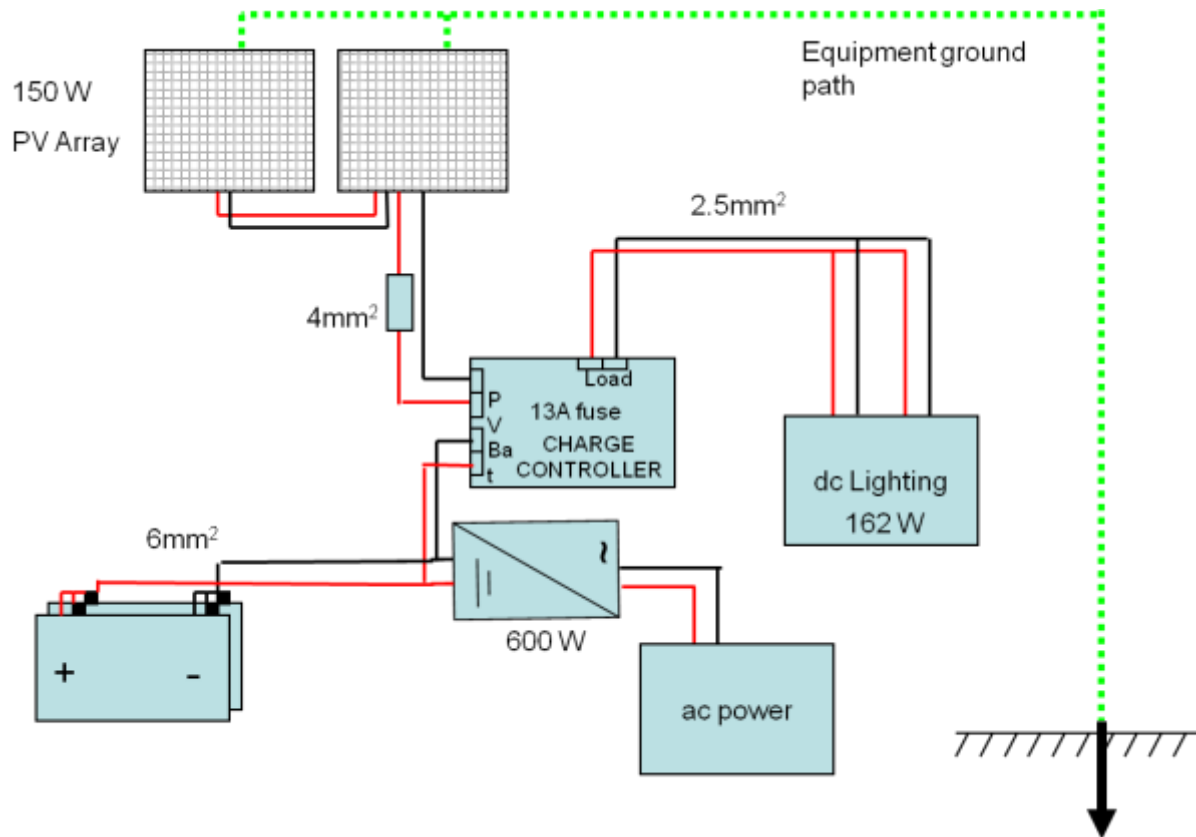 150 W
PV Array
Equipment ground
path
2.5mm²
4mm²
Load
P
V
13A fuse
Ba
t
CHARGE
CONTROLLER
dc Lighting
162 W
6mm²
~
600 W
+
-
ac power